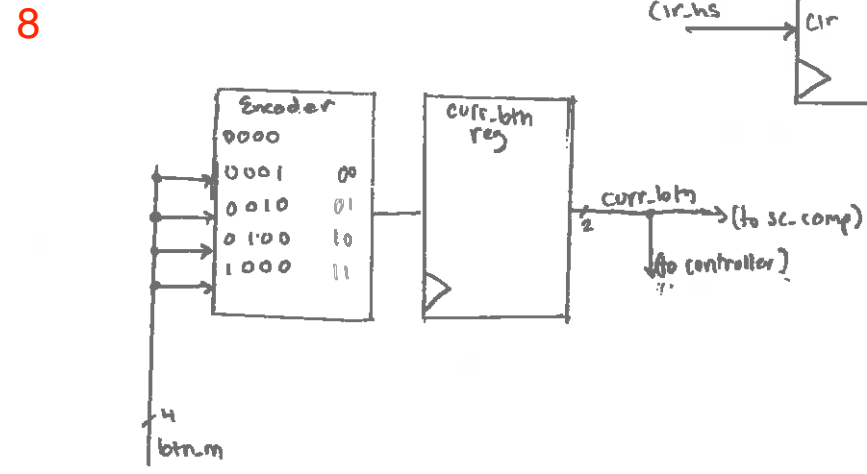 8
Clr_hs
Clr
Encoder
0000
0001 00
0010 01
0100 10
1000 11
curr_btn
reg
curr_btn
2
(to sc_comp)
(to controller)
4
btn_m